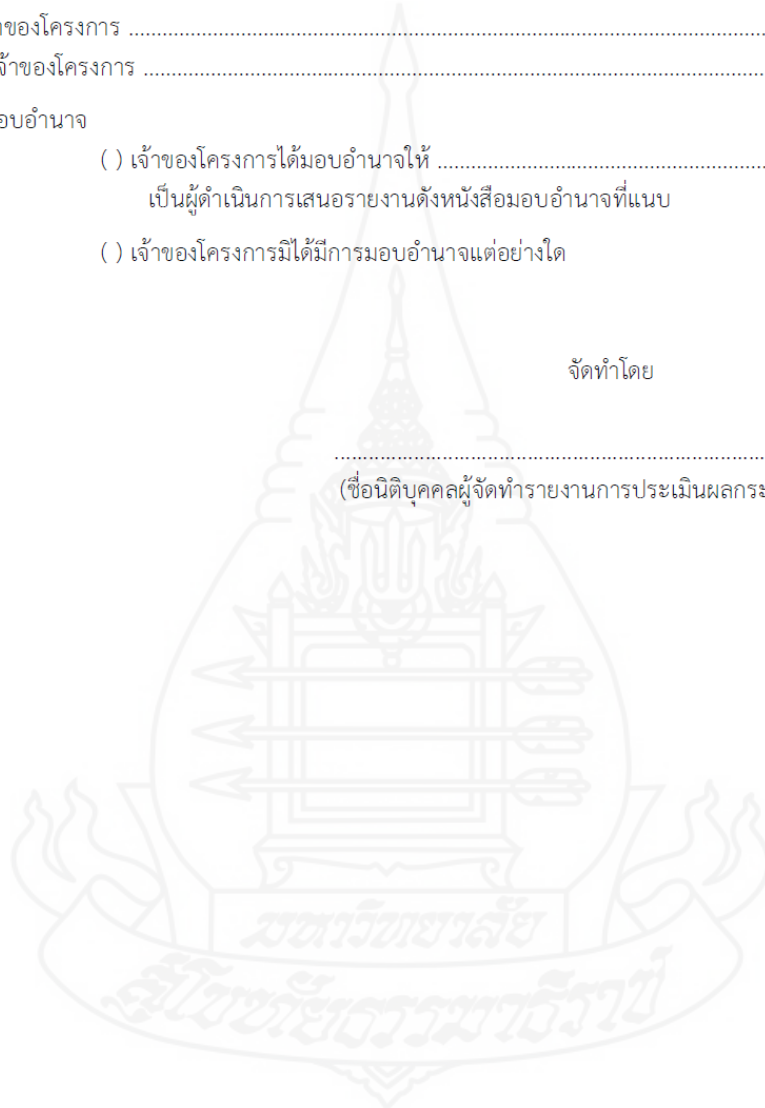 าของโครงการ ........................................................................................................................
จ้าของโครงการ ........................................................................................................................
อบอำนาจ
( ) เจ้าของโครงการได้มอบอำนาจให้ ............................................................
เป็นผู้ดำเนินการเสนอรายงานดังหนังสือมอบอำนาจที่แนบ
( ) เจ้าของโครงการมิได้มีการมอบอำนาจแต่อย่างใด
จัดทำโดย
................................................................................
(ชื่อนิติบุคคลผู้จัดทำรายงานการประเมินผลกระ
มหาวิทยาลัย
สุโขทัยธรรมาธิราช